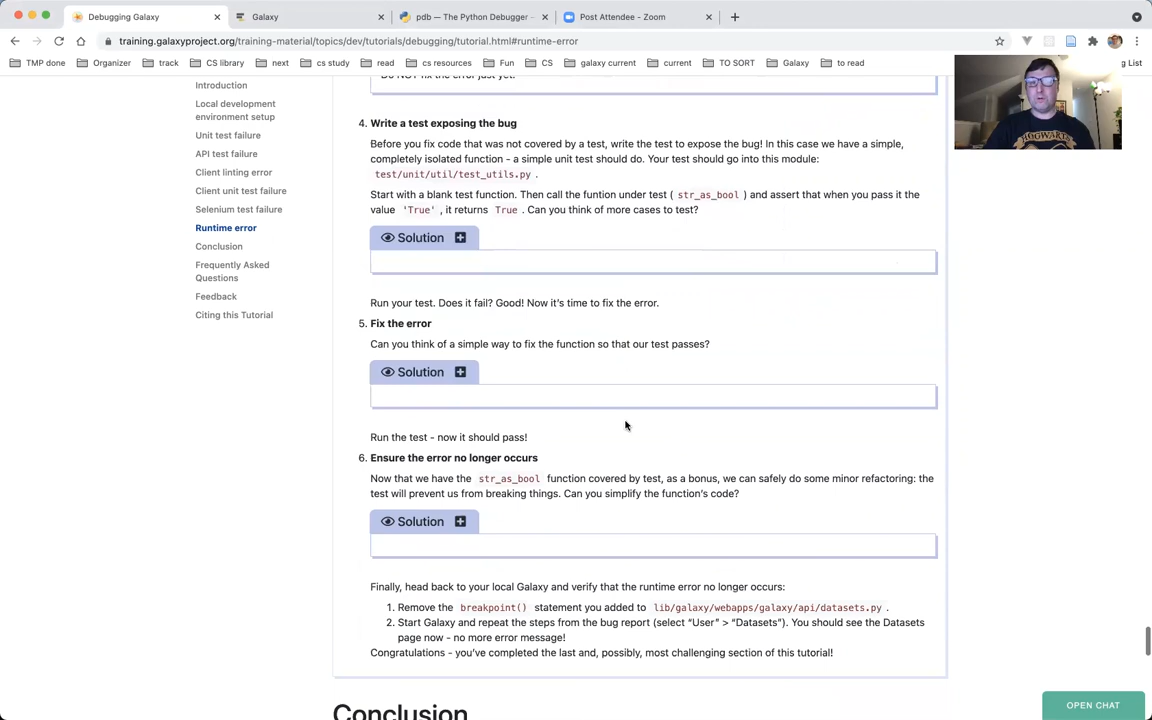 Debugging Galaxy
Galaxy
pdb — The Python Debugger
Post Attendee - Zoom
training.galaxyproject.org/training-material/topics/dev/tutorials/debugging/tutorial.html#runtime-error
TMP done
Organizer
track
CS library
next
cs study
read
cs resources
Fun
CS
galaxy current
current
TO SORT
Galaxy
to read
ng List
HOGWARTS
Introduction
Local development
environment setup
Unit test failure
API test failure
Client linting error
Client unit test failure
Selenium test failure
Runtime error
Conclusion
Frequently Asked
Questions
Feedback
Citing this Tutorial
Do NOT fix the error just yet.
4. Write a test exposing the bug
Before you fix code that was not covered by a test, write the test to expose the bug! In this case we have a simple,
completely isolated function - a simple unit test should do. Your test should go into this module:
test/unit/util/test_utils.py .
Start with a blank test function. Then call the funtion under test ( str_as_bool ) and assert that when you pass it the
value 'True' , it returns True . Can you think of more cases to test?
Solution
Run your test. Does it fail? Good! Now it's time to fix the error.
5. Fix the error
Can you think of a simple way to fix the function so that our test passes?
Solution
Run the test - now it should pass!
6. Ensure the error no longer occurs
Now that we have the str_as_bool function covered by test, as a bonus, we can safely do some minor refactoring: the
test will prevent us from breaking things. Can you simplify the function's code?
Solution
Finally, head back to your local Galaxy and verify that the runtime error no longer occurs:
1. Remove the breakpoint() statement you added to lib/galaxy/webapps/galaxy/api/datasets.py .
2. Start Galaxy and repeat the steps from the bug report (select “User” > “Datasets”). You should see the Datasets
page now - no more error message!
Congratulations - you've completed the last and, possibly, most challenging section of this tutorial!
Conclusion
OPEN CHAT